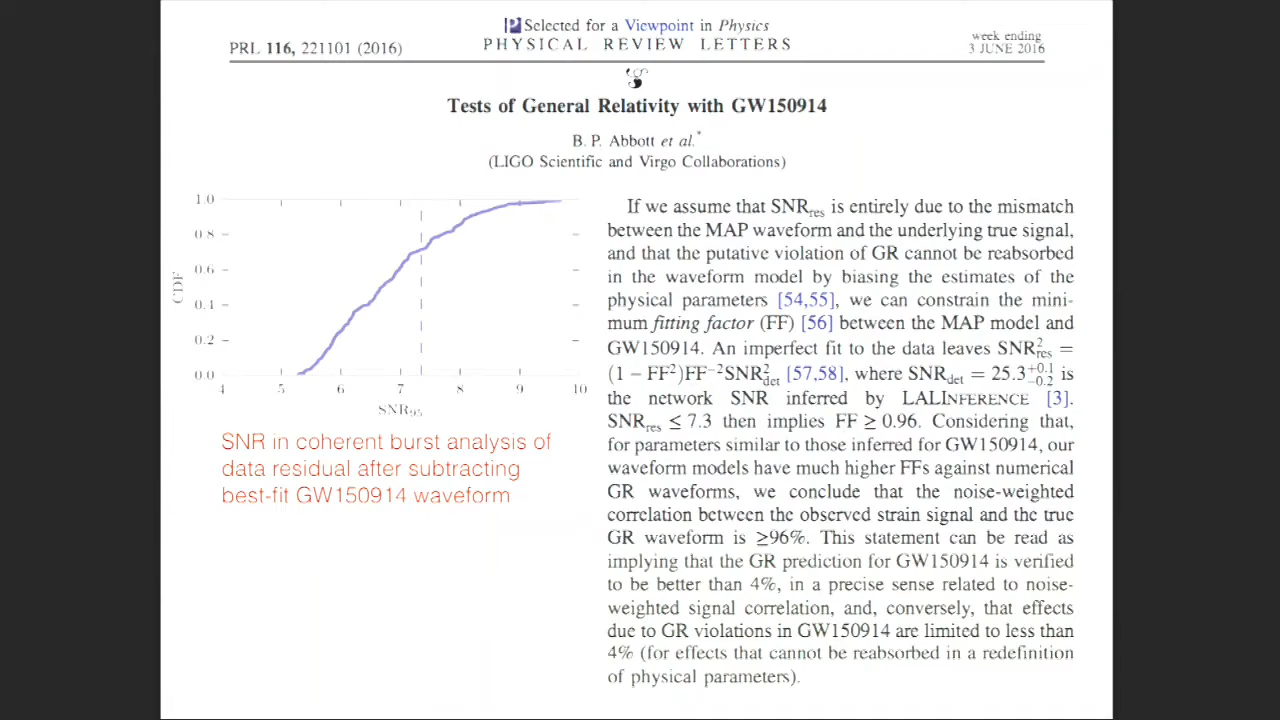 Selected for a Viewpoint in Physics
PRL 116, 221101 (2016)
PHYSICAL REVIEW LETTERS
week ending
3 JUNE 2016
Tests of General Relativity with GW150914
B. P. Abbott et al.*
(LIGO Scientific and Virgo Collaborations)
1.0
0.8
0.6
0.4
0.2
0.0
CDF
4 5 6 7 8 9 10
SNR95
SNR in coherent burst analysis of
data residual after subtracting
best-fit GW150914 waveform
If we assume that SNRres is entirely due to the mismatch
between the MAP waveform and the underlying true signal,
and that the putative violation of GR cannot be reabsorbed
in the waveform model by biasing the estimates of the
physical parameters [54,55], we can constrain the mini-
mum fitting factor (FF) [56] between the MAP model and
GW150914. An imperfect fit to the data leaves SNR²res =
(1 − FF²)FF⁻²SNR²det [57,58], where SNRdet = 25.3+0.1−0.2 is
the network SNR inferred by LALINFERENCE [3].
SNRres ≤ 7.3 then implies FF ≥ 0.96. Considering that,
for parameters similar to those inferred for GW150914, our
waveform models have much higher FFs against numerical
GR waveforms, we conclude that the noise-weighted
correlation between the observed strain signal and the true
GR waveform is ≥96%. This statement can be read as
implying that the GR prediction for GW150914 is verified
to be better than 4%, in a precise sense related to noise-
weighted signal correlation, and, conversely, that effects
due to GR violations in GW150914 are limited to less than
4% (for effects that cannot be reabsorbed in a redefinition
of physical parameters).